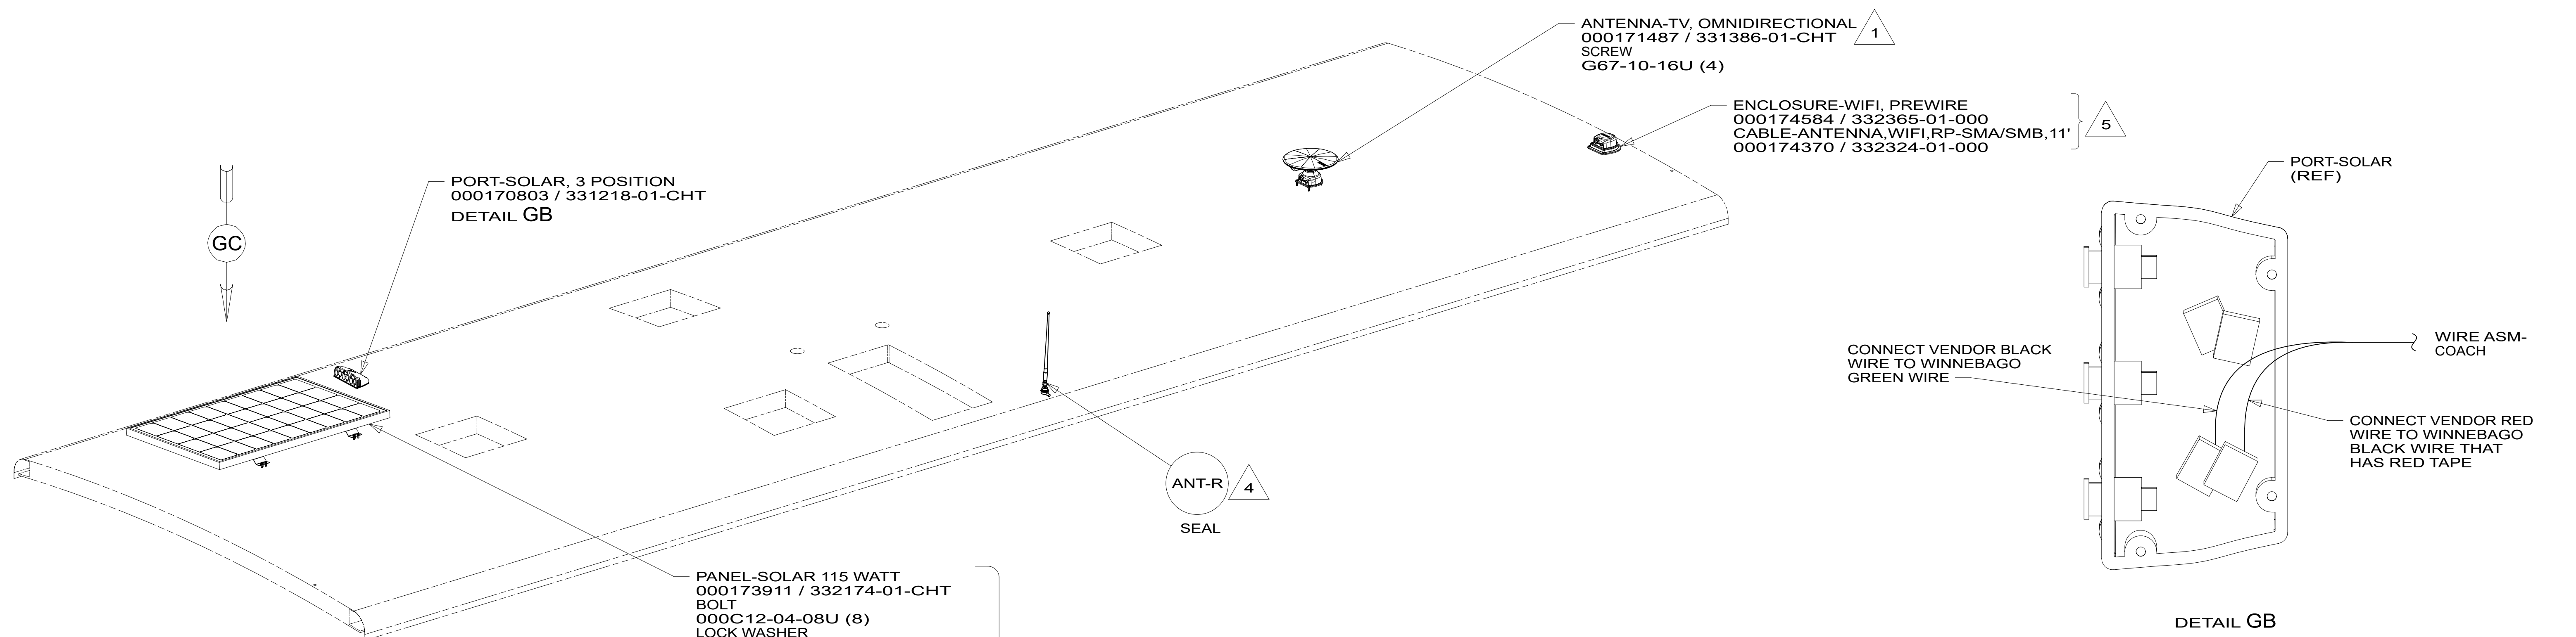 ANTENNA-TV, OMNIDIRECTIONAL
000171487 / 331386-01-CHT
1
SCREW
G67-10-16U (4)
ENCLOSURE-WIFI, PREWIRE
000174584 / 332365-01-000
CABLE-ANTENNA,WIFI,RP-SMA/SMB,11'
000174370 / 332324-01-000
5
PORT-SOLAR, 3 POSITION
000170803 / 331218-01-CHT
DETAIL GB
GC
ANT-R
4
SEAL
PANEL-SOLAR 115 WATT
000173911 / 332174-01-CHT
BOLT
000C12-04-08U (8)
LOCK WASHER
PORT-SOLAR
(REF)
WIRE ASM-
COACH
CONNECT VENDOR BLACK
WIRE TO WINNEBAGO
GREEN WIRE
CONNECT VENDOR RED
WIRE TO WINNEBAGO
BLACK WIRE THAT
HAS RED TAPE
DETAIL GB